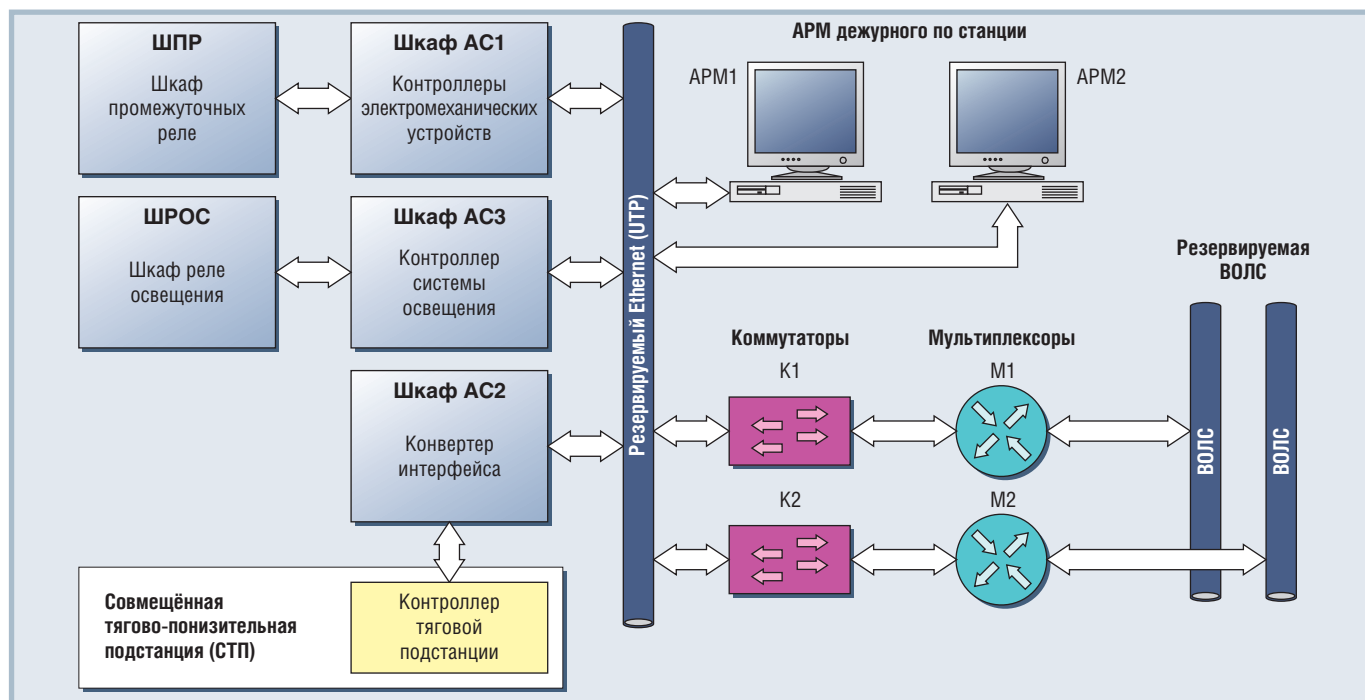 ШПР
Шкаф
промежуточных
реле
Шкаф АС1
Контроллеры
электромеханических
устройств
ШРОС
Шкаф реле
освещения
Шкаф АС3
Контроллер
системы
освещения
Шкаф АС2
Конвертер
интерфейса
Совмещённая
тягово-понизительная
подстанция (СТП)
Контроллер
тяговой
подстанции
Резервируемый Ethernet (UTP)
АРМ дежурного по станции
АРМ1
АРМ2
Резервируемая
ВОЛС
Коммутаторы
Мультиплексоры
К1
М1
К2
М2
ВОЛС
ВОЛС